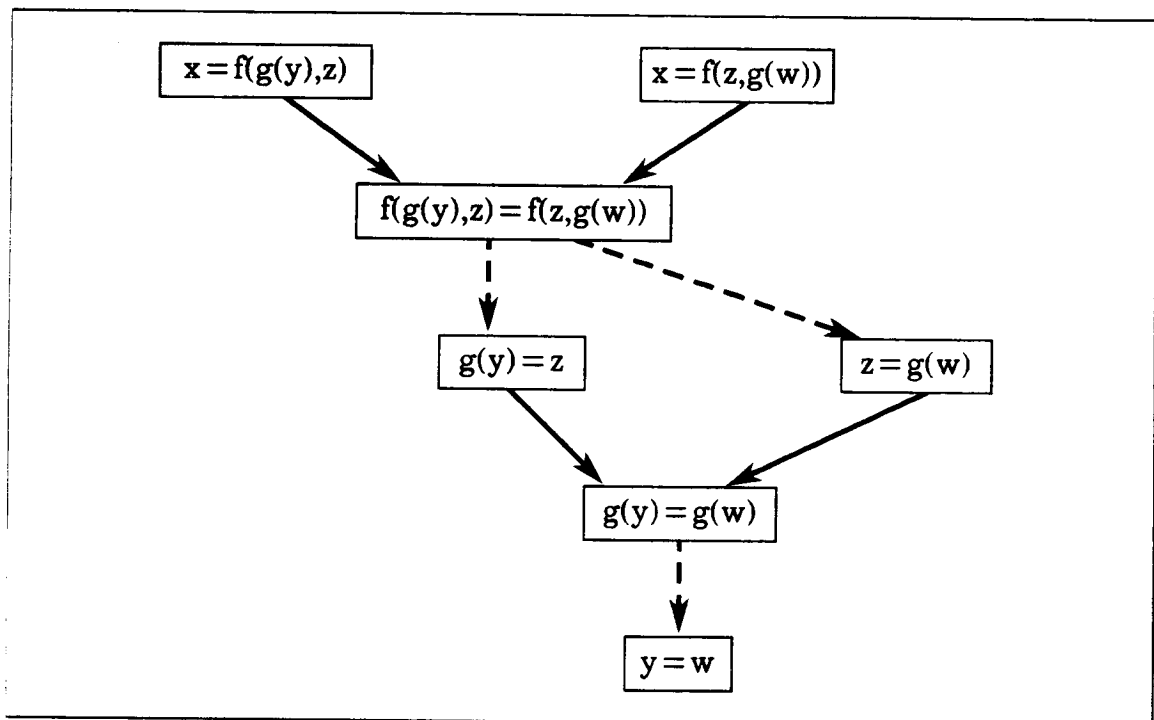 x = f(g(y),z)
x = f(z,g(w))
f(g(y),z) = f(z,g(w))
g(y) = z
z = g(w)
g(y) = g(w)
y = w